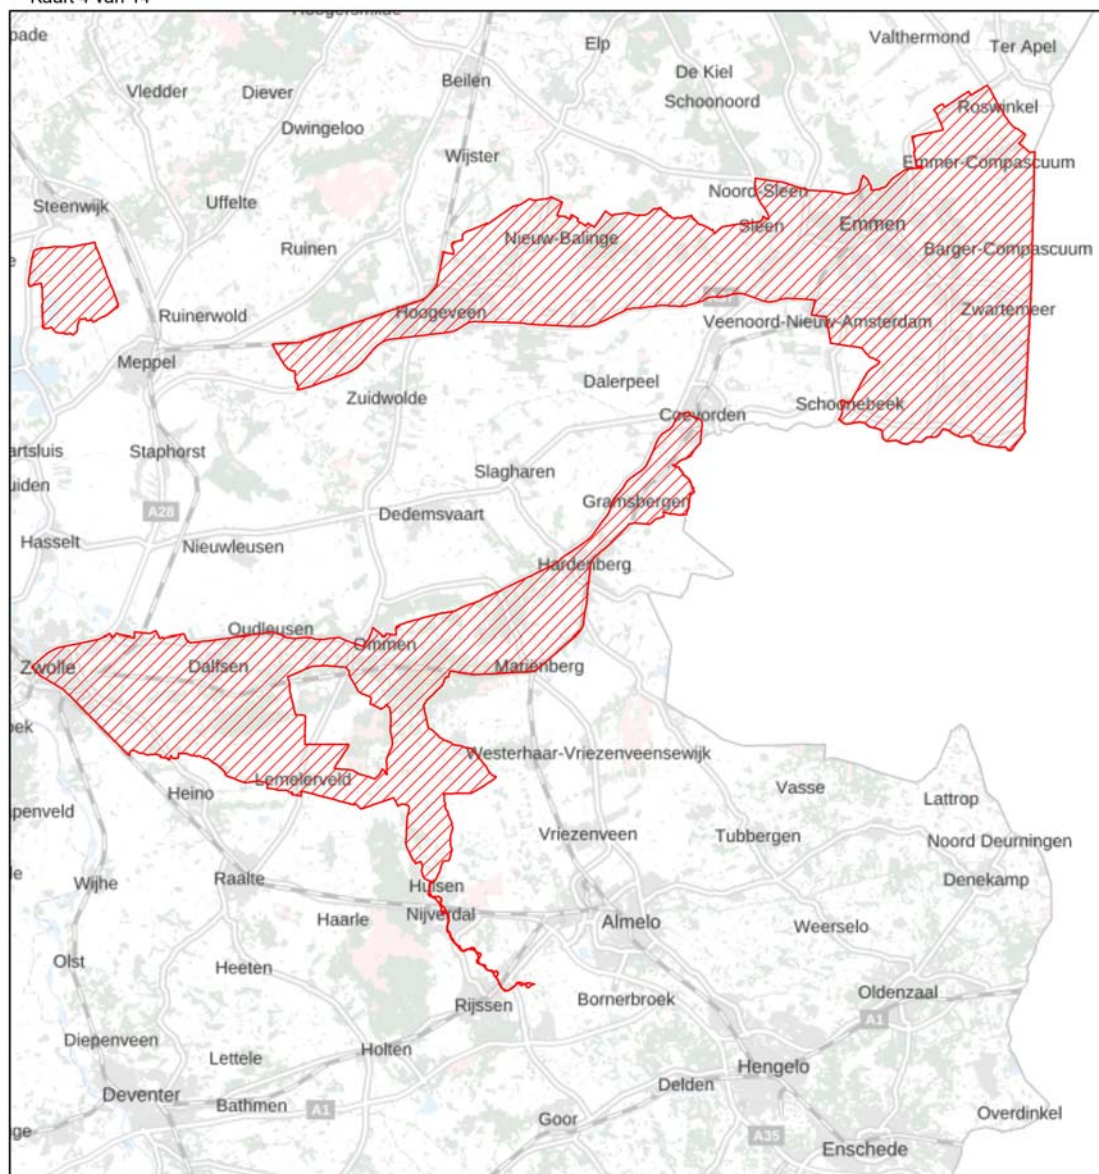 Kaart 4 van 14
Elp
Valthermond
Ter Apel
De Kiel
Beilen
Vledder
Diever
Schoonoord
Roswinkel
Dwingeloo
Wijster
Emmer-Compascuum
Noord-Sleen
Steenwijk
Uffelte
Sleen
Emmen
Nieuw-Balinge
Ruinen
Barger-Compascuum
Zwartemeer
Hoogeveen
Ruinerwold
Veenoord-Nieuw-Amsterdam
Meppel
Dalerpeel
Zuidwolde
Schoonebeek
Coevorden
Staphorst
Slagharen
Gramsbergen
A28
Dedemsvaart
Hasselt
Nieuwleusen
Hardenberg
Oudleusen
Ommen
Zwolle
Dalfsen
Mariënberg
Westerhaar-Vriezenveensewijk
Lemelerveld
Heino
Vasse
Lattrop
Vriezenveen
Tubbergen
Noord Deurningen
Wijhe
Raalte
Hulsen
Denekamp
Haarle
Nijverdal
Almelo
Weerselo
Olst
Heeten
Rijssen
Bornerbroek
Oldenzaal
A1
Diepenveen
Lettele
Holten
Hengelo
Deventer
Bathmen
A1
Delden
Goor
Overdinkel
A35
Enschede